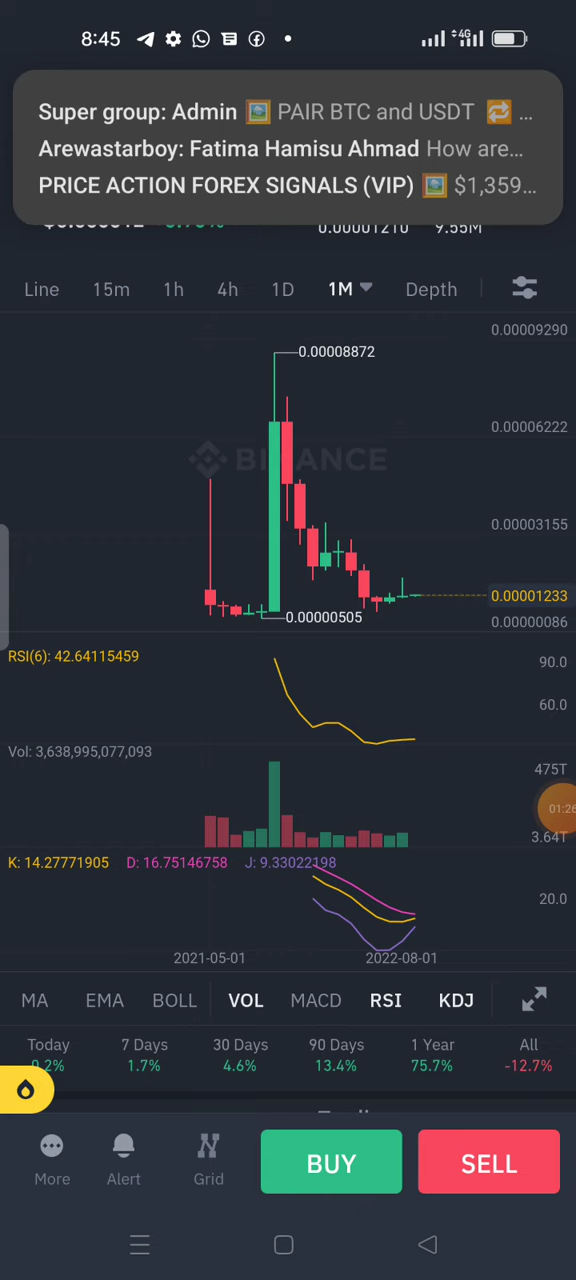 8:45 4G
Super group: Admin 🖼️ PAIR BTC and USDT 🔁 ...
Arewastarboy: Fatima Hamisu Ahmad How are...
PRICE ACTION FOREX SIGNALS (VIP) 🖼️ $1,359...
0.00001210 9.55M
Line 15m 1h 4h 1D 1M Depth
0.00009290
0.00008872
0.00006222
BINANCE
0.00003155
0.00001233
0.00000505
0.00000086
RSI(6): 42.64115459
90.0
60.0
Vol: 3,638,995,077,093
475T
01:26
3.64T
K: 14.27771905 D: 16.75146758 J: 9.33022198
20.0
2021-05-01 2022-08-01
MA EMA BOLL VOL MACD RSI KDJ
Today 7 Days 30 Days 90 Days 1 Year All
0.2% 1.7% 4.6% 13.4% 75.7% -12.7%
More Alert Grid BUY SELL